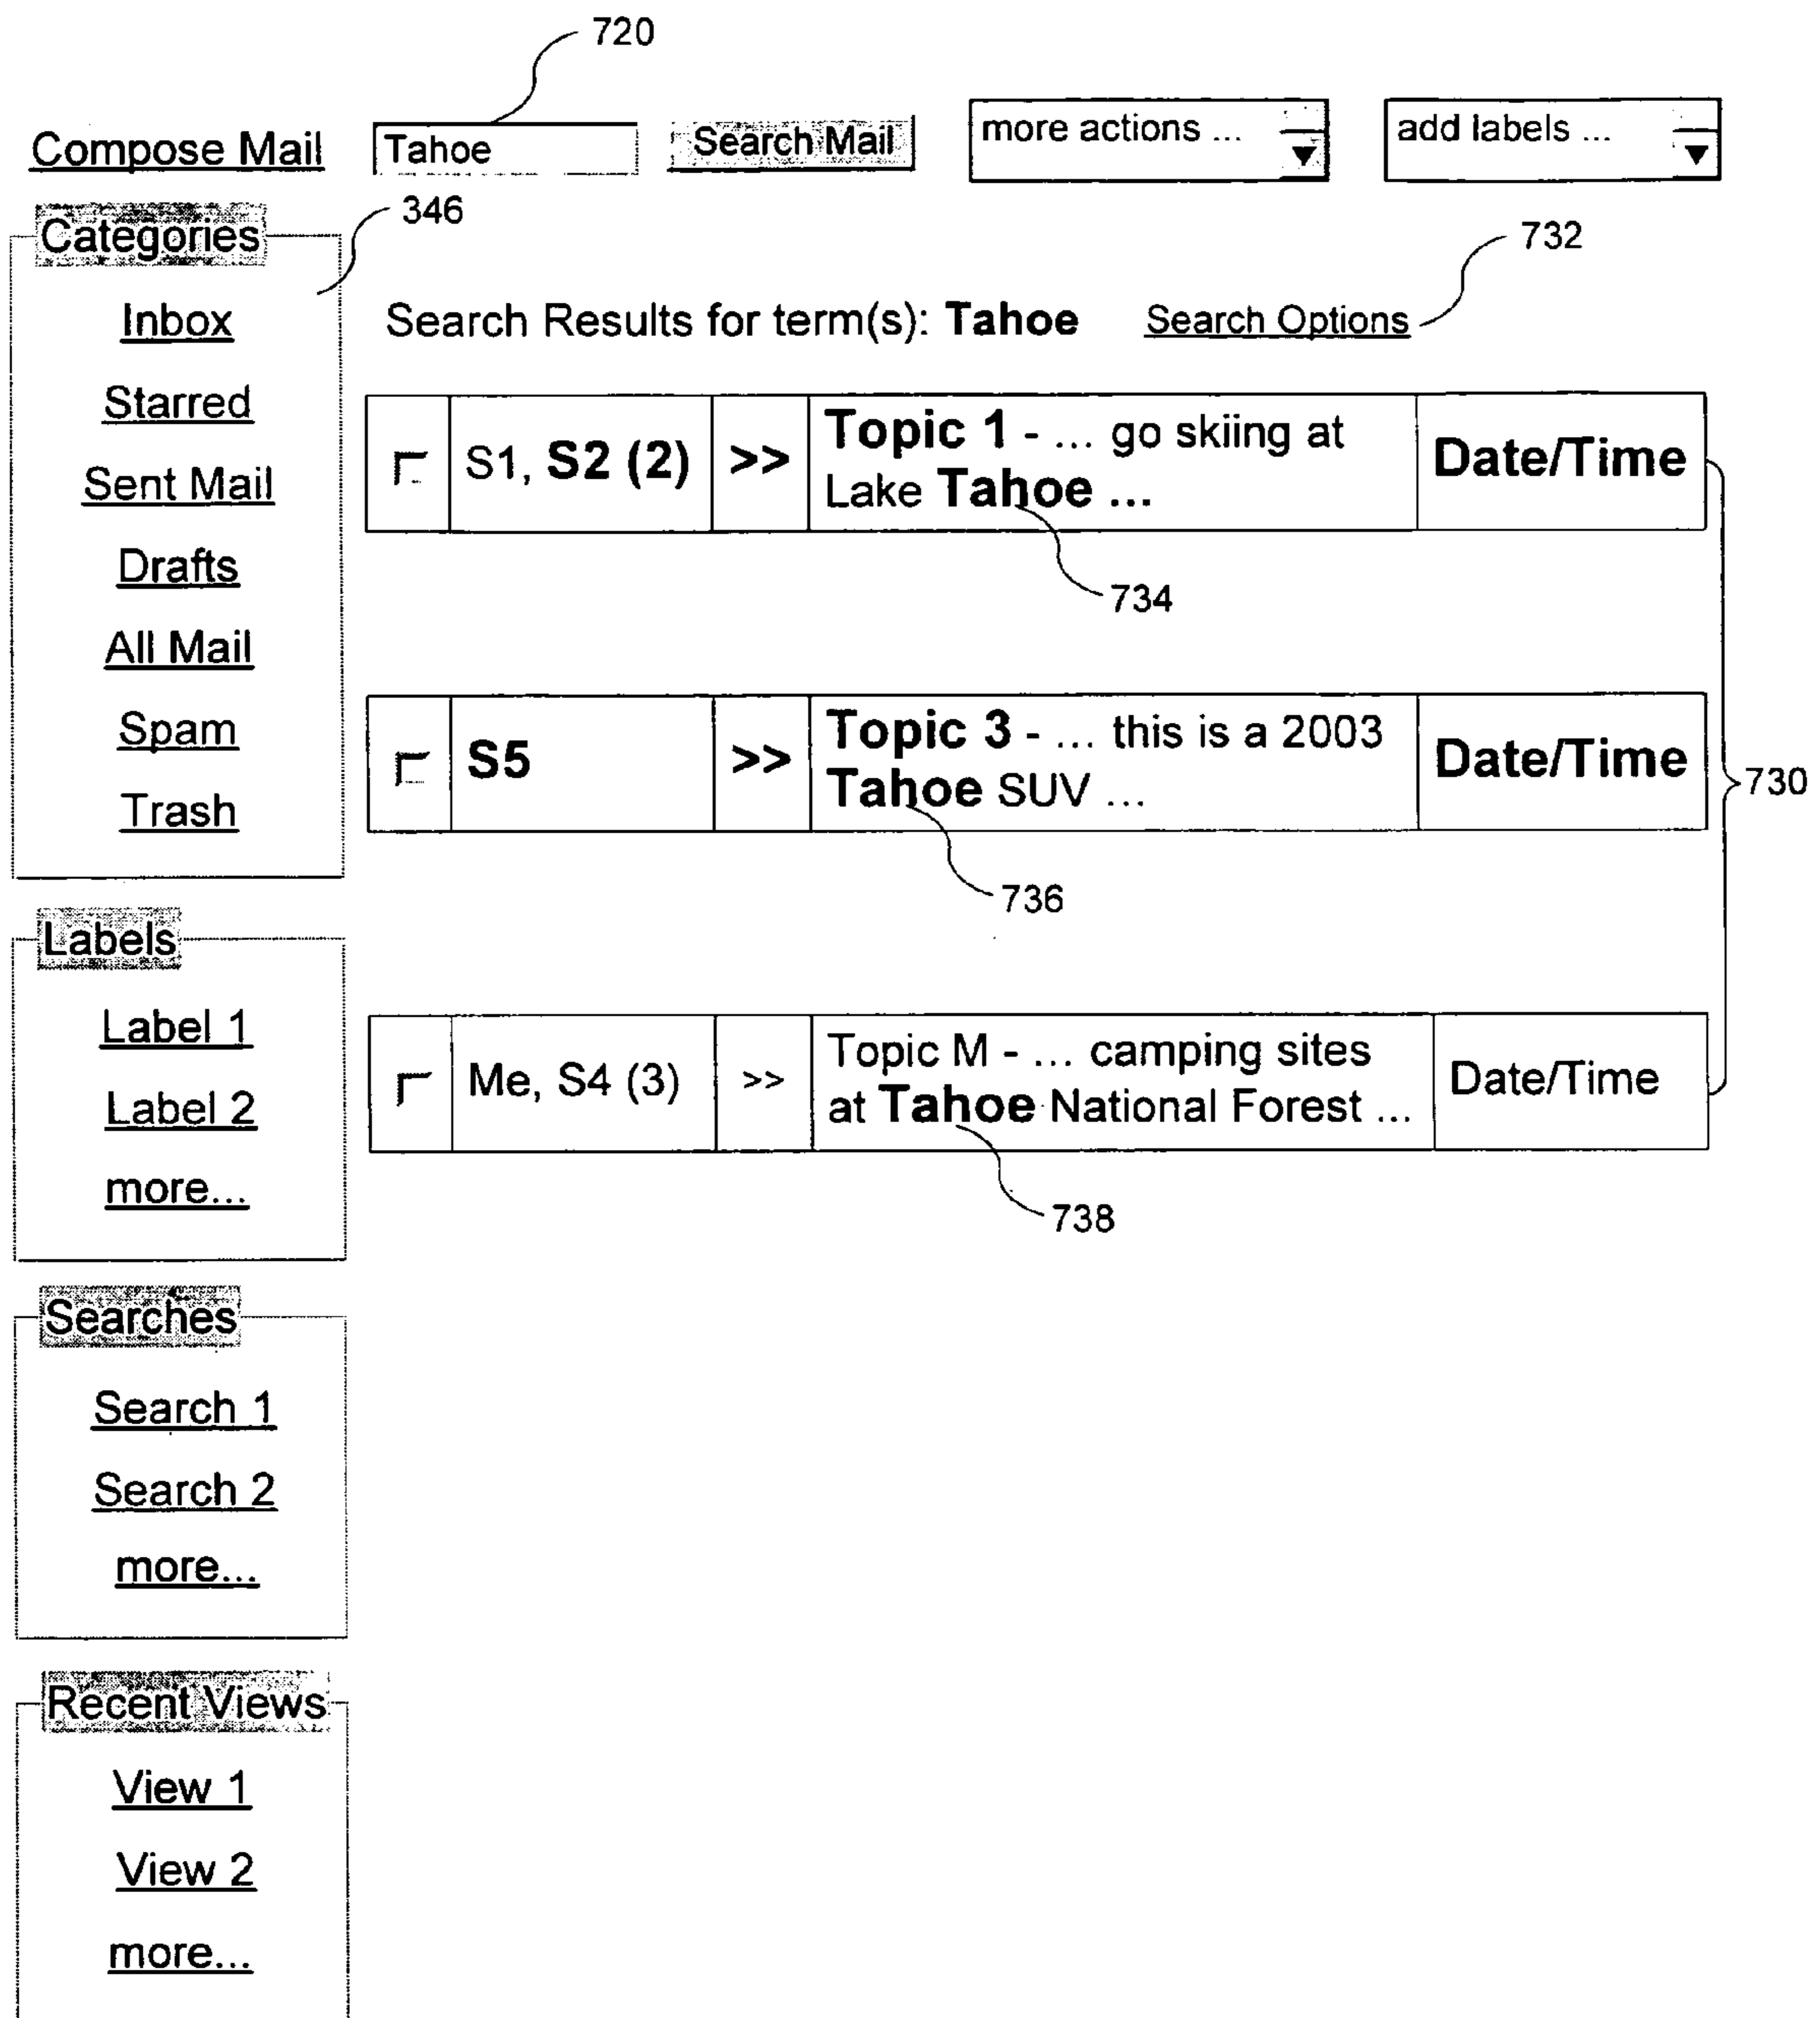 720
Compose Mail Tahoe Search Mail more actions ... add labels ...
Categories 346
732
Inbox Search Results for term(s): Tahoe Search Options
Starred
Sent Mail
Drafts
All Mail
Spam
Trash
S1, S2 (2) >> Topic 1 - ... go skiing at Date/Time
Lake Tahoe ...
734
S5 >> Topic 3 - ... this is a 2003 Date/Time
Tahoe SUV ...
730
736
Labels
Label 1
Label 2
more...
Me, S4 (3) >> Topic M - ... camping sites Date/Time
at Tahoe National Forest ...
738
Searches
Search 1
Search 2
more...
Recent Views
View 1
View 2
more...